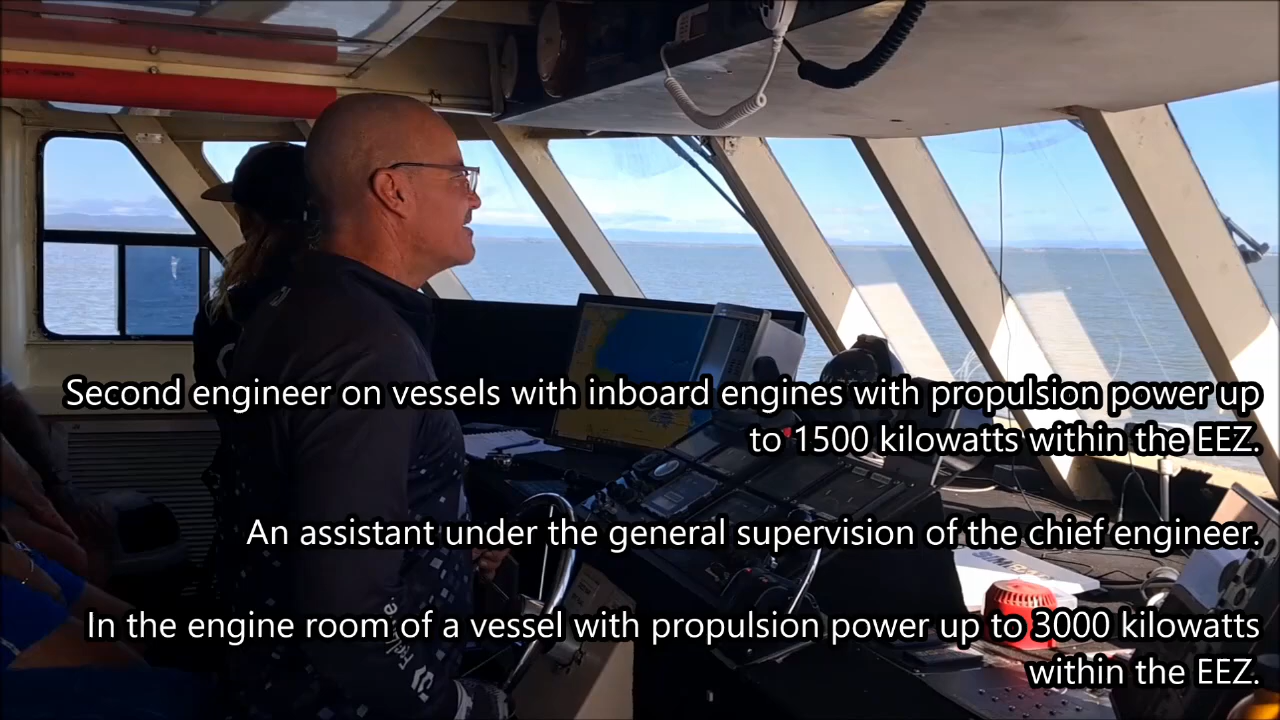 Second engineer on vessels with inboard engines with propulsion power up
to 1500 kilowatts within the EEZ.
An assistant under the general supervision of the chief engineer.
In the engine room of a vessel with propulsion power up to 3000 kilowatts
within the EEZ.